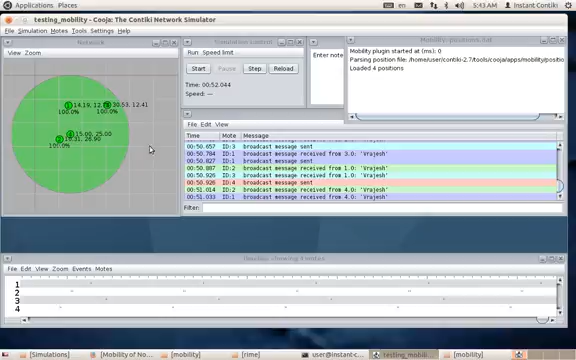 Applications Places
en
5:43 AM
Instant Contiki
testing_mobility - Cooja: The Contiki Network Simulator
File Simulation Motes Tools Settings Help
Network
View Zoom
14.19, 12.
30.53, 12.41
100.0%
100.0%
15.00, 25.00
26.90
100.0%
Simulation control
Run Speed limit
Start Pause Step Reload
Time: 00:52.044
Speed: ---
Enter note
Mobility plugin started at (ms): 0
Parsing position file: /home/user/contiki-2.7/tools/cooja/apps/mobility/positio
Loaded 4 positions
File Edit View
Time Mote Message
00:50.657 ID:3 broadcast message sent
00:50.784 ID:1 broadcast message received from 3.0: 'Vrajesh'
00:50.827 ID:1 broadcast message sent
00:50.887 ID:2 broadcast message received from 1.0: 'Vrajesh'
00:50.926 ID:3 broadcast message received from 1.0: 'Vrajesh'
00:50.926 ID:4 broadcast message sent
00:51.014 ID:2 broadcast message received from 4.0: 'Vrajesh'
00:51.033 ID:1 broadcast message received from 4.0: 'Vrajesh'
Filter:
File Edit View Zoom Events Motes
1
2
3
4
[Simulations]
[Mobility of No...
[mobility]
[rime]
user@instant-c...
testing_mobili...
[mobility]